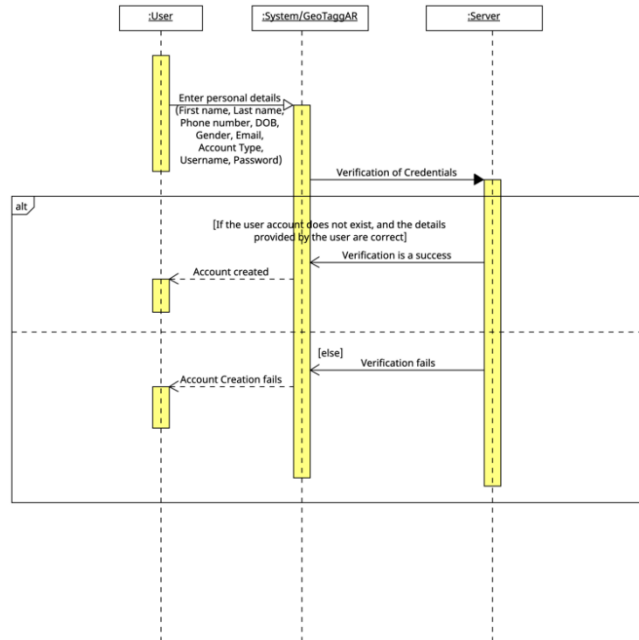 :User
:System/GeoTaggAR
:Server
Enter personal details
(First name, Last name,
Phone number, DOB,
Gender, Email,
Account Type,
Username, Password)
Verification of Credentials
alt
[If the user account does not exist, and the details
provided by the user are correct]
Verification is a success
Account created
[else]
Verification fails
Account Creation fails